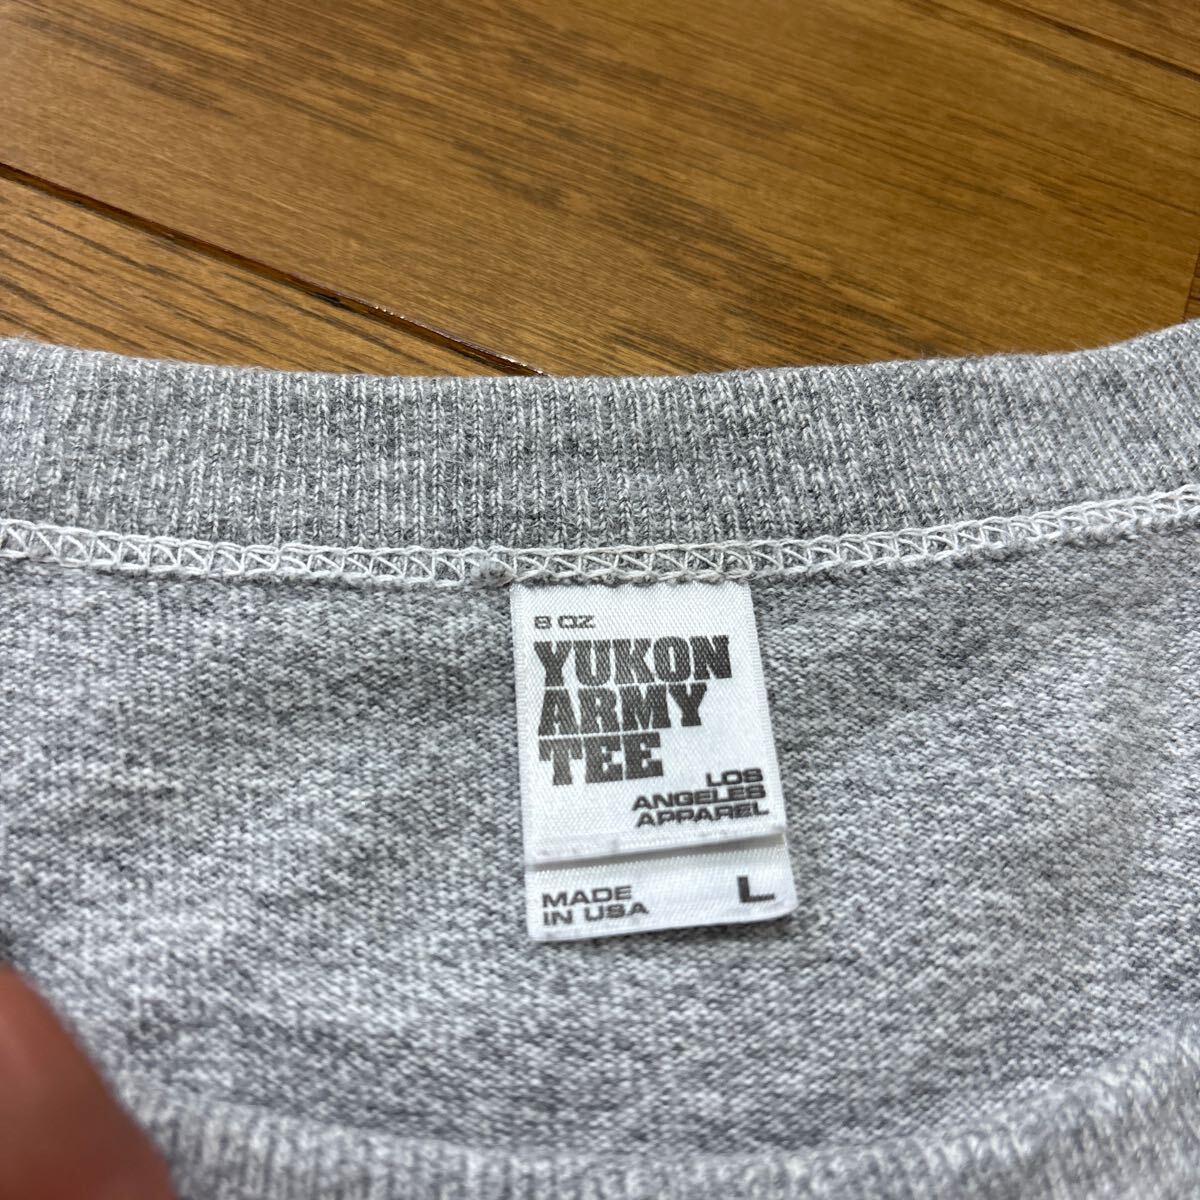 8 OZ
YUKON
ARMY
TEE
LOS
ANGELES
APPAREL
MADE
IN USA
L